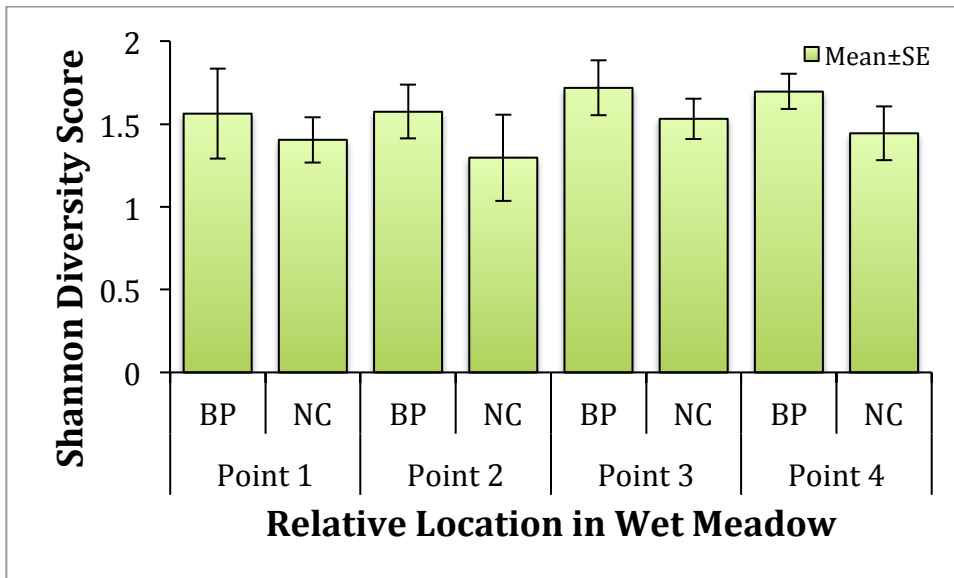 Shannon Diversity Score
2
1.5
1
0.5
0
Mean±SE
BP NC BP NC BP NC BP NC
Point 1 Point 2 Point 3 Point 4
Relative Location in Wet Meadow